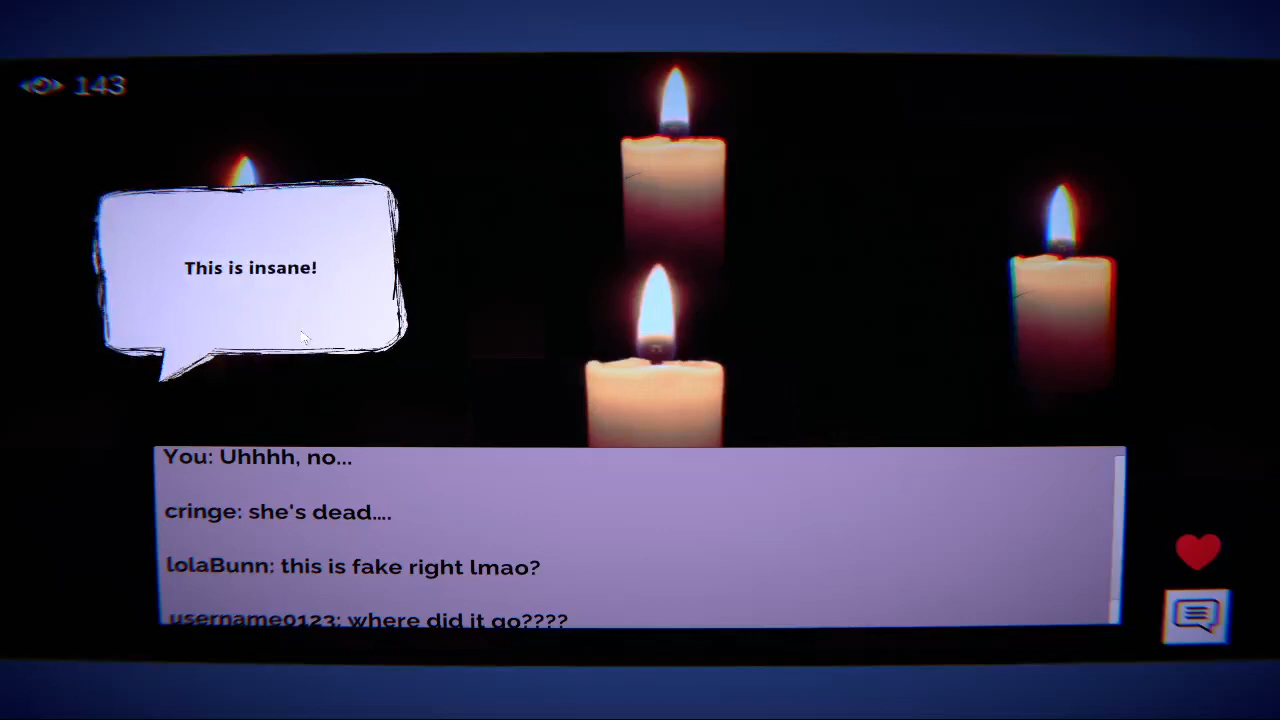 143
This is insane!
You: Uhhhh, no...
cringe: she's dead....
lolaBunn: this is fake right lmao?
username0123: where did it go????